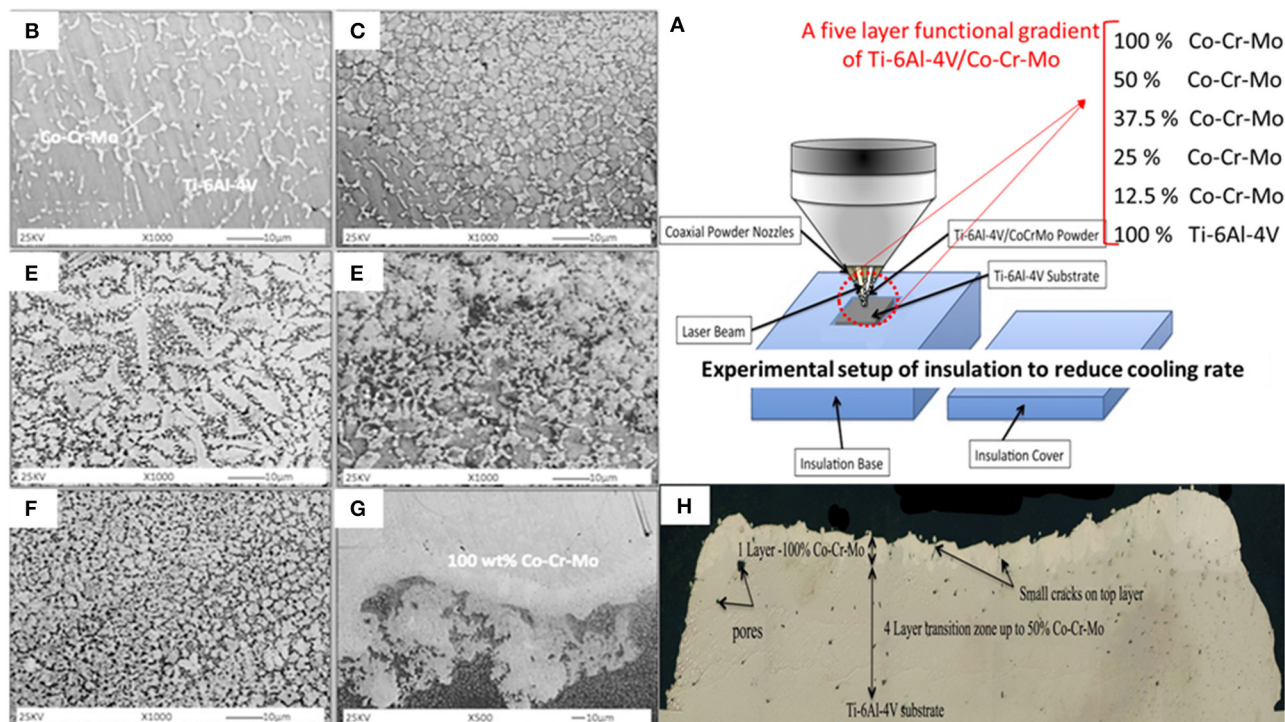 B
Co-Cr-Mo
Ti-6Al-4V
25KV X1000 10μm
C
25KV X1000 10μm
A
A five layer functional gradient
of Ti-6Al-4V/Co-Cr-Mo
100 % Co-Cr-Mo
50 % Co-Cr-Mo
37.5 % Co-Cr-Mo
25 % Co-Cr-Mo
12.5 % Co-Cr-Mo
100 % Ti-6Al-4V
Coaxial Powder Nozzles
Ti-6Al-4V/CoCrMo Powder
Ti-6Al-4V Substrate
Laser Beam
Experimental setup of insulation to reduce cooling rate
Insulation Base
Insulation Cover
E
25KV X1000 10μm
E
25KV X1000 10μm
F
25KV X1000 10μm
G
100 wt% Co-Cr-Mo
25KV X500 10μm
H
1 Layer -100% Co-Cr-Mo
Small cracks on top layer
pores
4 Layer transition zone up to 50% Co-Cr-Mo
Ti-6Al-4V substrate